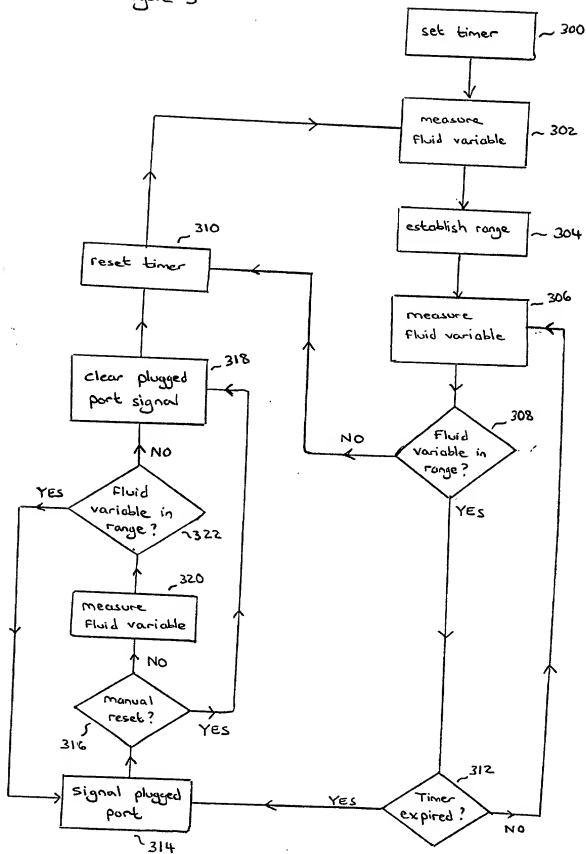 set timer
300
measure
fluid variable
302
establish range
304
310
reset timer
306
measure
fluid variable
318
clear plugged
port signal
308
Fluid
variable in
range?
NO
YES
NO
YES
fluid
variable in
range?
322
320
measure
fluid variable
NO
manual
reset?
YES
316
312
Timer
expired?
YES
NO
Signal plugged
port
314